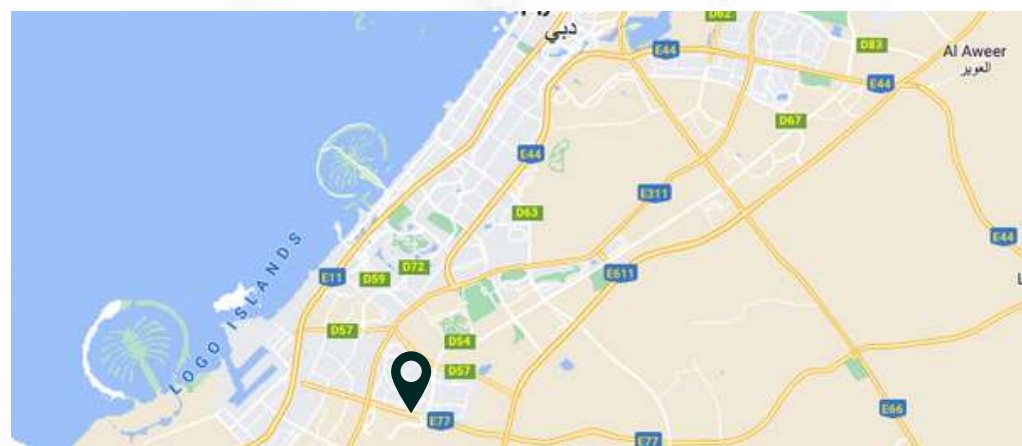 دبي
D62
E44
D83
Al Aweer
العوير
E44
D67
E44
E311
D63
E44
D72
E611
D59
E11
LOGO ISLANDS
D57
D54
D57
E66
E77
E77